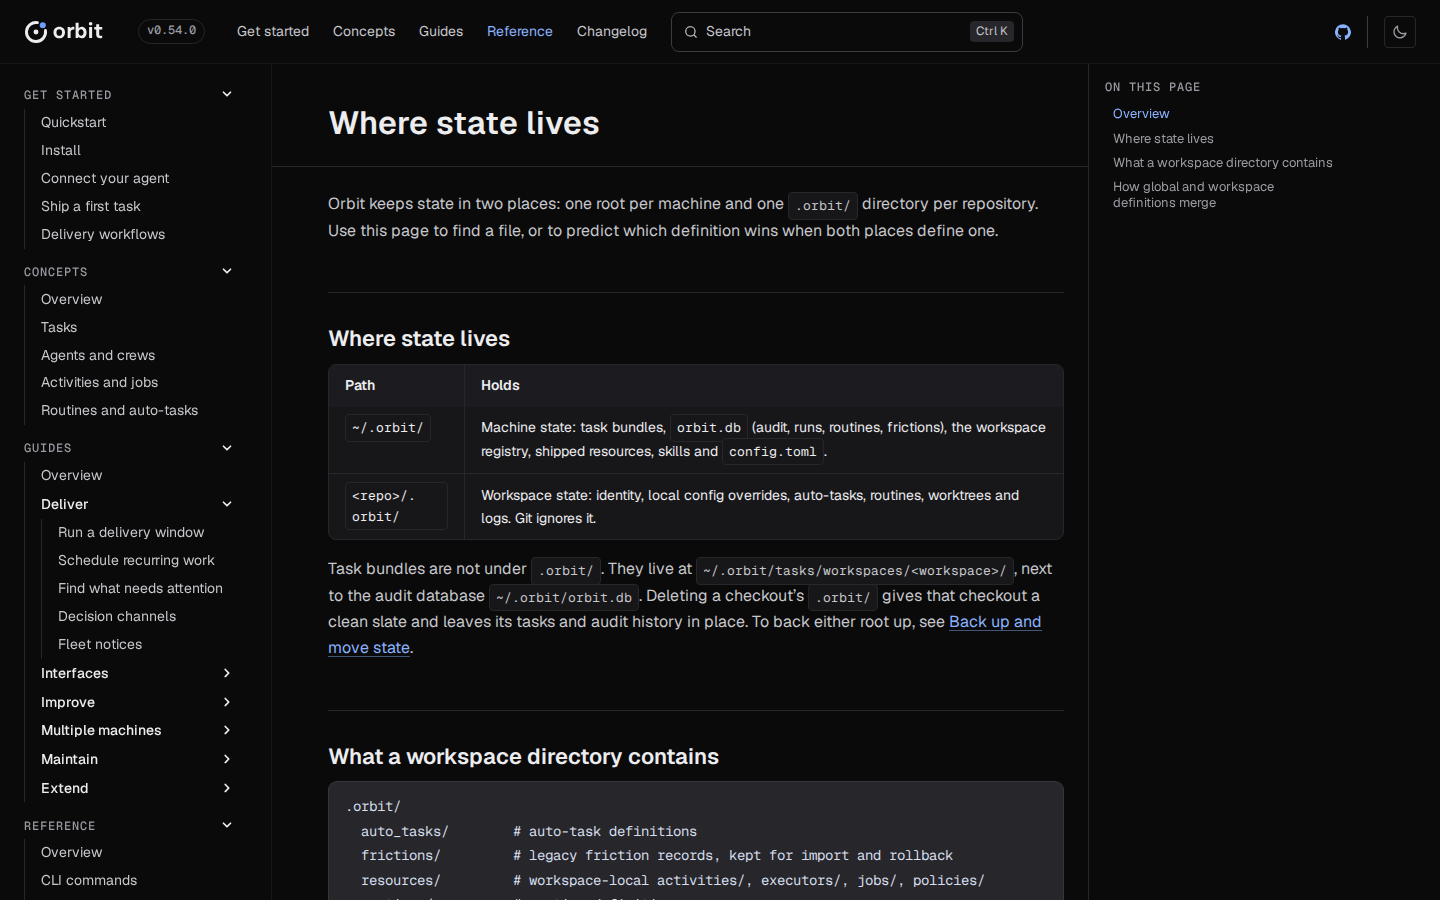 orbit
v0.54.0
Get started
Concepts
Guides
Reference
Changelog
Search
Ctrl K
GET STARTED
Quickstart
Install
Connect your agent
Ship a first task
Delivery workflows
CONCEPTS
Overview
Tasks
Agents and crews
Activities and jobs
Routines and auto-tasks
GUIDES
Overview
Deliver
Run a delivery window
Schedule recurring work
Find what needs attention
Decision channels
Fleet notices
Interfaces
Improve
Multiple machines
Maintain
Extend
REFERENCE
Overview
CLI commands
Where state lives
Orbit keeps state in two places: one root per machine and one .orbit/ directory per repository.
Use this page to find a file, or to predict which definition wins when both places define one.
Where state lives
Path
Holds
~/.orbit/
Machine state: task bundles, orbit.db (audit, runs, routines, frictions), the workspace
registry, shipped resources, skills and config.toml.
<repo>/.
orbit/
Workspace state: identity, local config overrides, auto-tasks, routines, worktrees and
logs. Git ignores it.
Task bundles are not under .orbit/. They live at ~/.orbit/tasks/workspaces/<workspace>/, next
to the audit database ~/.orbit/orbit.db. Deleting a checkout’s .orbit/ gives that checkout a
clean slate and leaves its tasks and audit history in place. To back either root up, see Back up and
move state.
What a workspace directory contains
.orbit/
auto_tasks/ # auto-task definitions
frictions/ # legacy friction records, kept for import and rollback
resources/ # workspace-local activities/, executors/, jobs/, policies/
ON THIS PAGE
Overview
Where state lives
What a workspace directory contains
How global and workspace
definitions merge